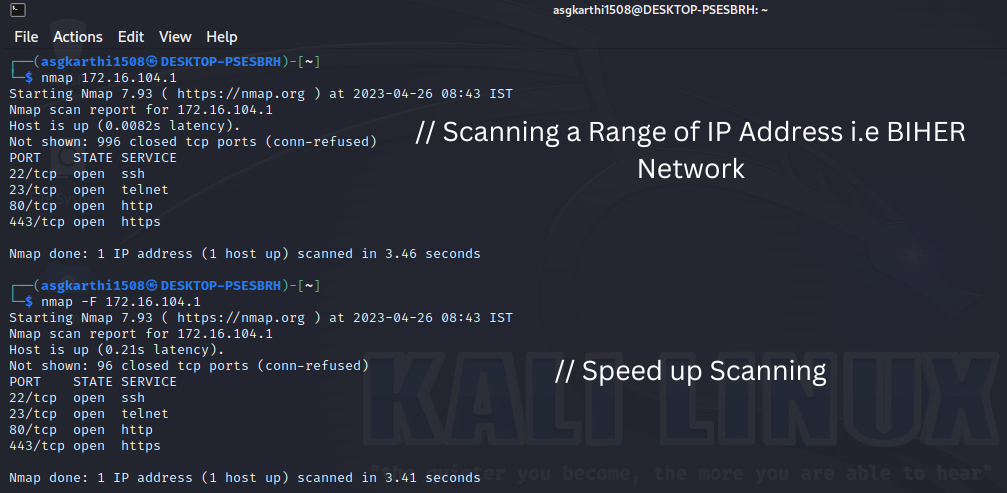 asgkarthi1508@DESKTOP-PSESBRH: ~
File Actions Edit View Help
┌──(asgkarthi1508㉿DESKTOP-PSESBRH)-[~]
└─$ nmap 172.16.104.1
Starting Nmap 7.93 ( https://nmap.org ) at 2023-04-26 08:43 IST
Nmap scan report for 172.16.104.1
Host is up (0.0082s latency).
Not shown: 996 closed tcp ports (conn-refused)
PORT    STATE SERVICE
22/tcp  open  ssh
23/tcp  open  telnet
80/tcp  open  http
443/tcp open  https
Nmap done: 1 IP address (1 host up) scanned in 3.46 seconds
// Scanning a Range of IP Address i.e BIHER
Network
┌──(asgkarthi1508㉿DESKTOP-PSESBRH)-[~]
└─$ nmap -F 172.16.104.1
Starting Nmap 7.93 ( https://nmap.org ) at 2023-04-26 08:43 IST
Nmap scan report for 172.16.104.1
Host is up (0.21s latency).
Not shown: 96 closed tcp ports (conn-refused)
PORT    STATE SERVICE
22/tcp  open  ssh
23/tcp  open  telnet
80/tcp  open  http
443/tcp open  https
Nmap done: 1 IP address (1 host up) scanned in 3.41 seconds
// Speed up Scanning
KALI LINUX
"the quieter you become, the more you are able to hear"